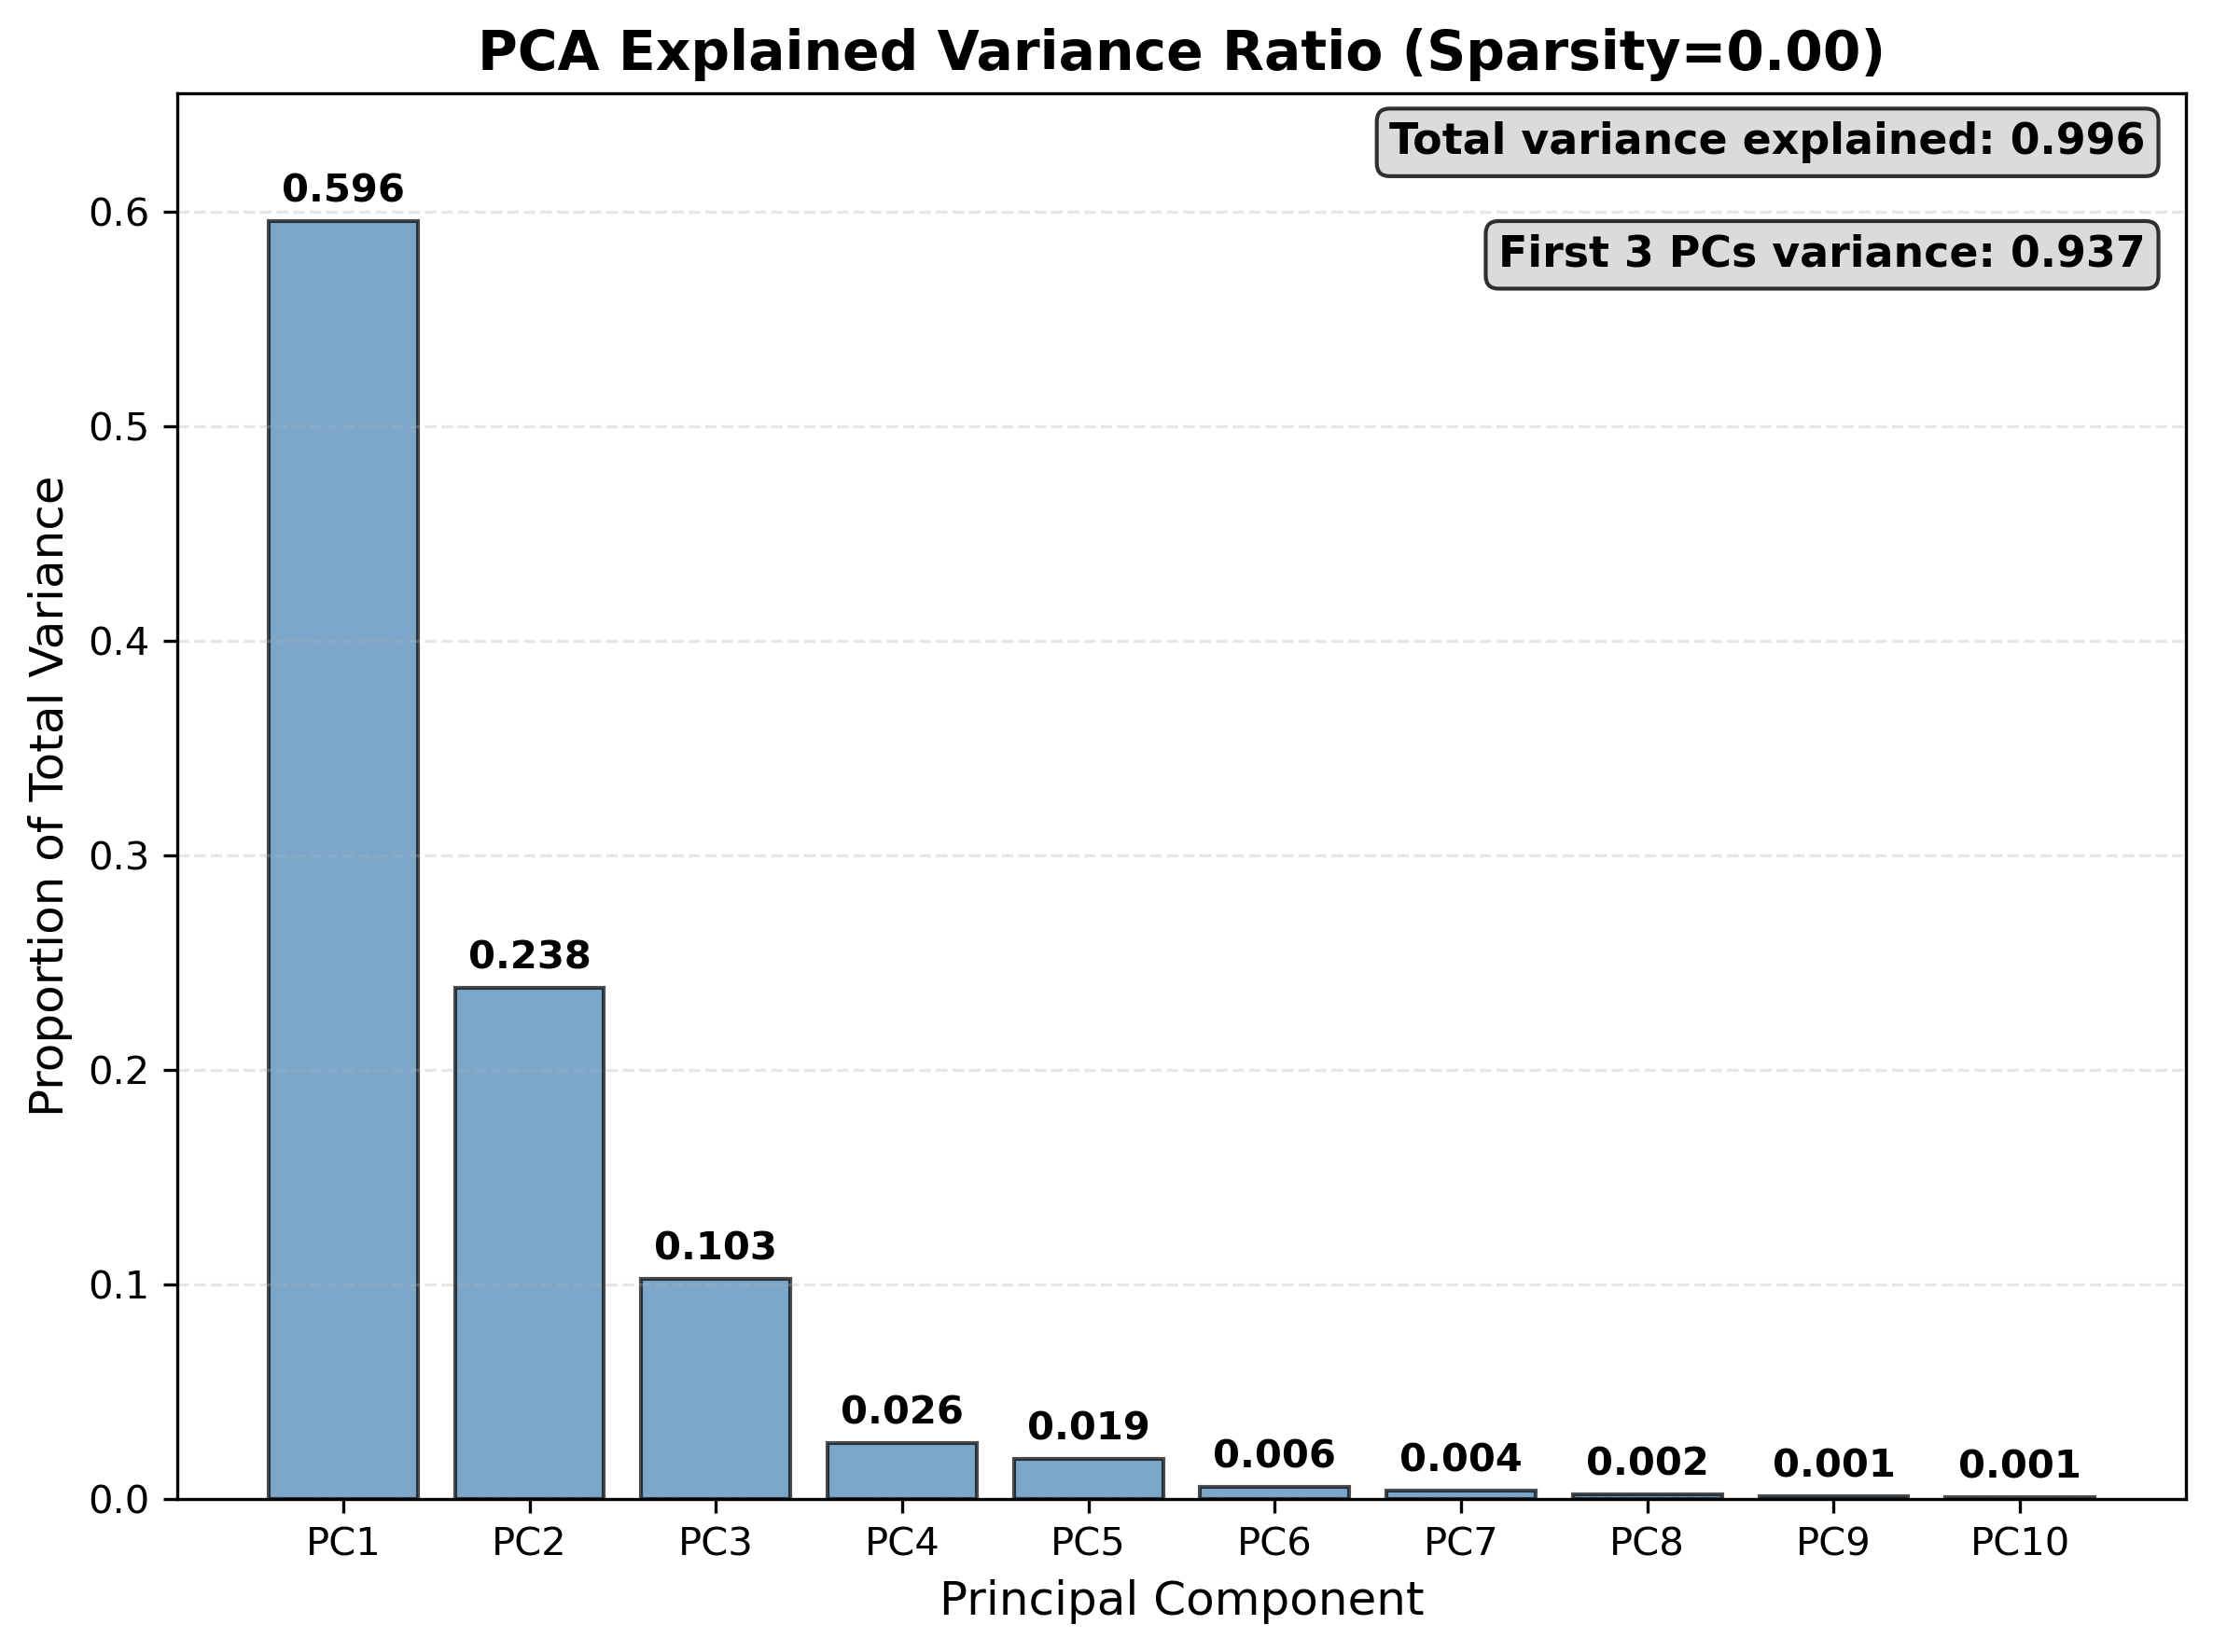 PCA Explained Variance Ratio (Sparsity=0.00)
Total variance explained: 0.996
First 3 PCs variance: 0.937
Proportion of Total Variance
0.6
0.5
0.4
0.3
0.2
0.1
0.0
0.596
0.238
0.103
0.026
0.019
0.006
0.004
0.002
0.001
0.001
PC1
PC2
PC3
PC4
PC5
PC6
PC7
PC8
PC9
PC10
Principal Component